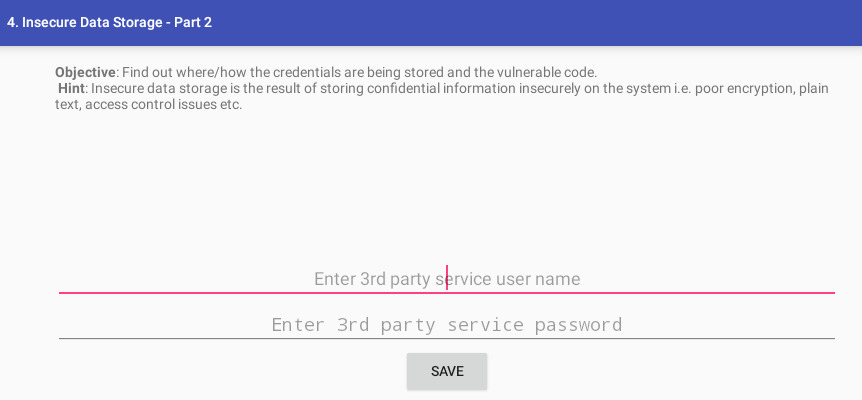 4. Insecure Data Storage - Part 2
Objective: Find out where/how the credentials are being stored and the vulnerable code.
Hint: Insecure data storage is the result of storing confidential information insecurely on the system i.e. poor encryption, plain
text, access control issues etc.
Enter 3rd party service user name
Enter 3rd party service password
SAVE